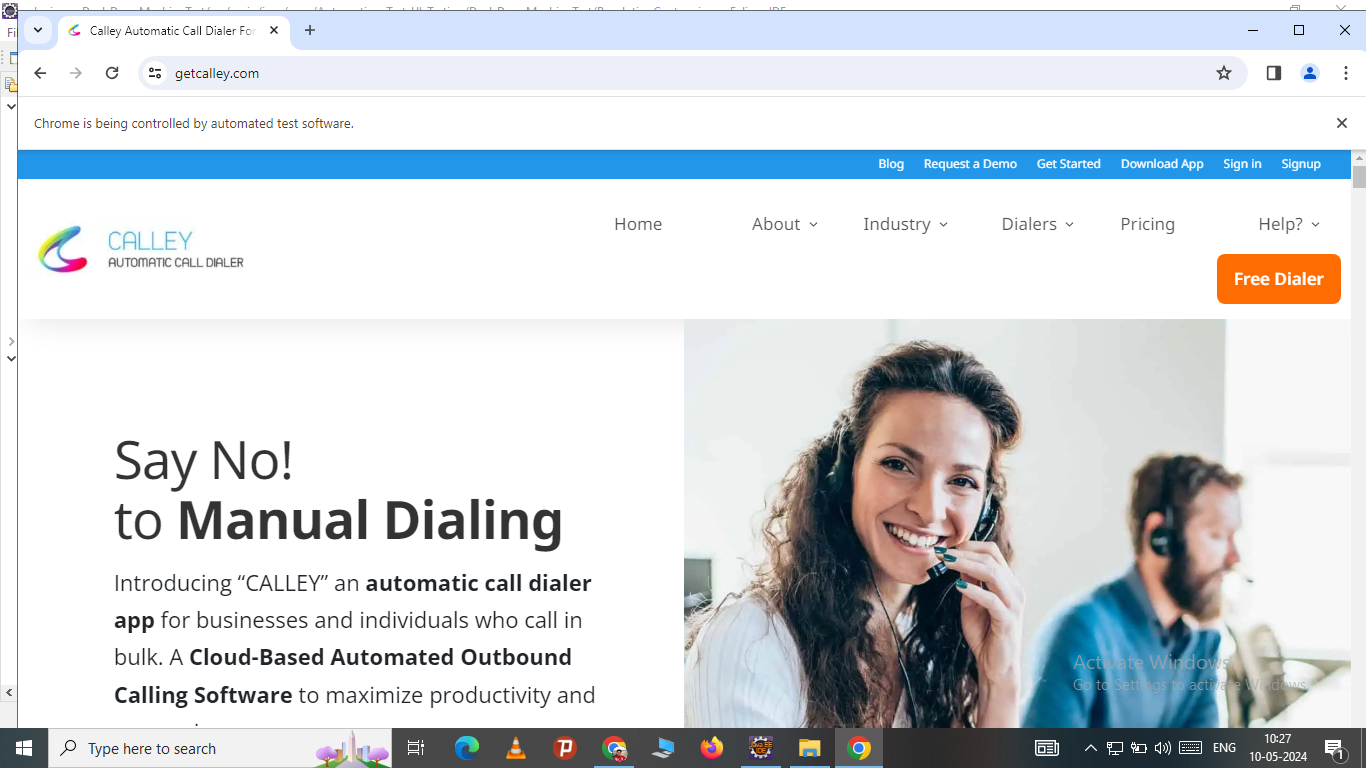 Calley Automatic Call Dialer For
getcalley.com
Chrome is being controlled by automated test software.
Blog Request a Demo Get Started Download App Sign in Signup
Home About Industry Dialers Pricing Help?
CALLEY
AUTOMATIC CALL DIALER
Free Dialer
Say No!
to Manual Dialing
Introducing “CALLEY” an automatic call dialer
app for businesses and individuals who call in
bulk. A Cloud-Based Automated Outbound
Calling Software to maximize productivity and
Activate Windows
Go to Settings to activate Windows.
Type here to search
ENG
10:27
10-05-2024
1